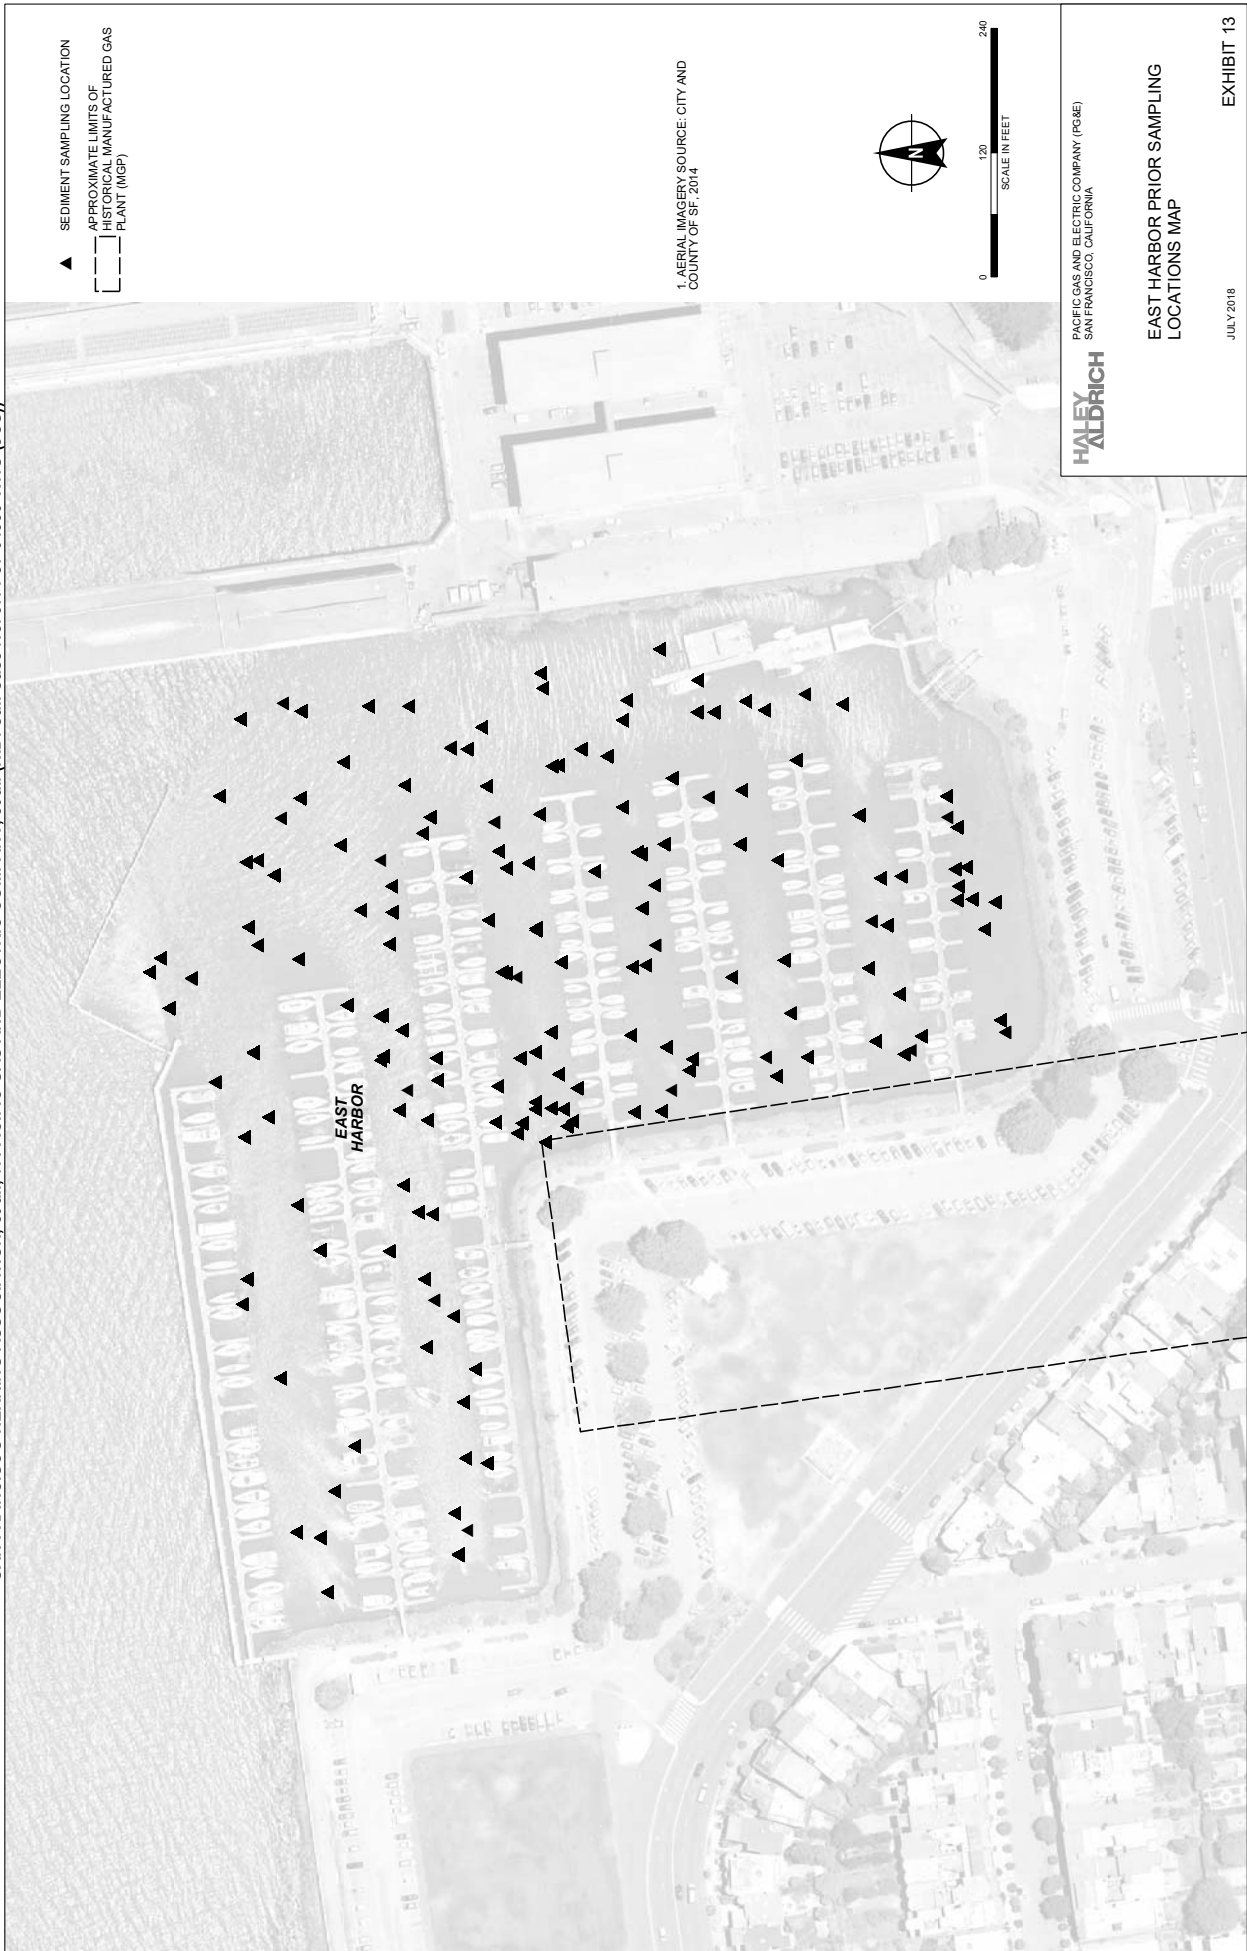 SEDIMENT SAMPLING LOCATION
APPROXIMATE LIMITS OF
HISTORICAL MANUFACTURED GAS
PLANT (MGP)
1. AERIAL IMAGERY SOURCE: CITY AND
COUNTY OF SF, 2014
N
0 120 240
SCALE IN FEET
EAST
HARBOR
HALEY
ALDRICH
PACIFIC GAS AND ELECTRIC COMPANY (PG&E)
SAN FRANCISCO, CALIFORNIA
EAST HARBOR PRIOR SAMPLING
LOCATIONS MAP
JULY 2018
EXHIBIT 13